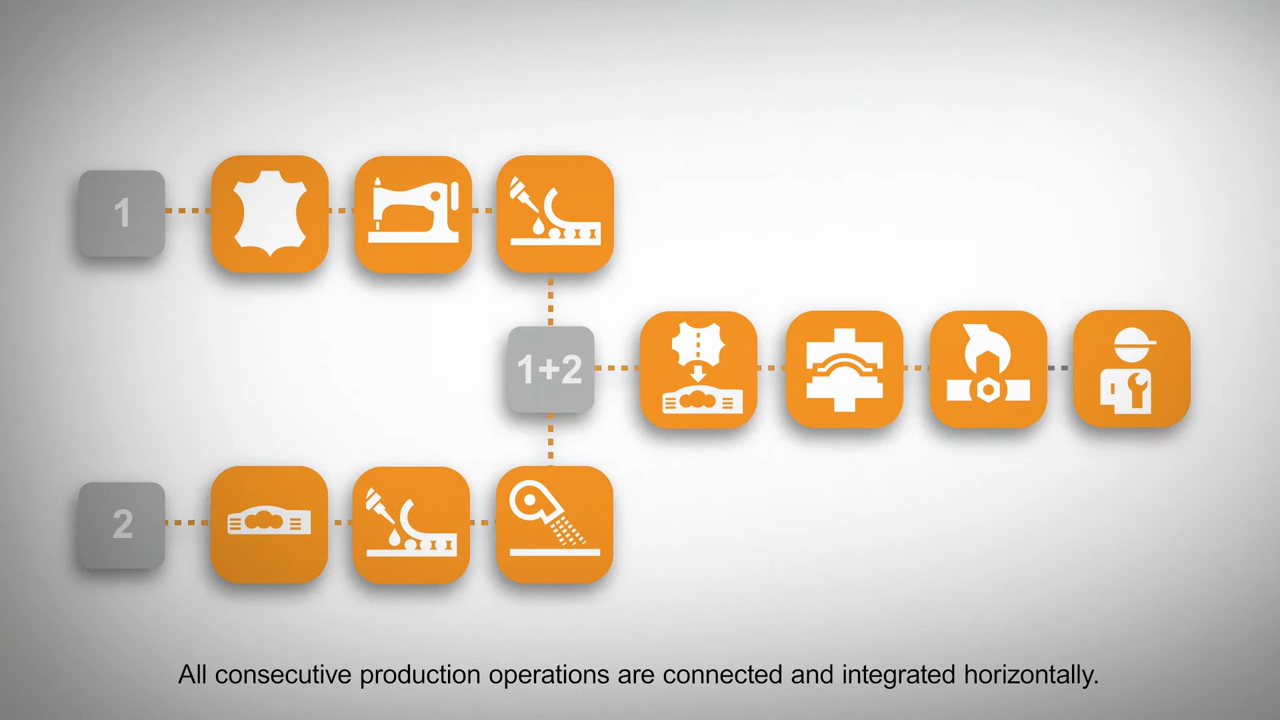 1
1+2
2
All consecutive production operations are connected and integrated horizontally.